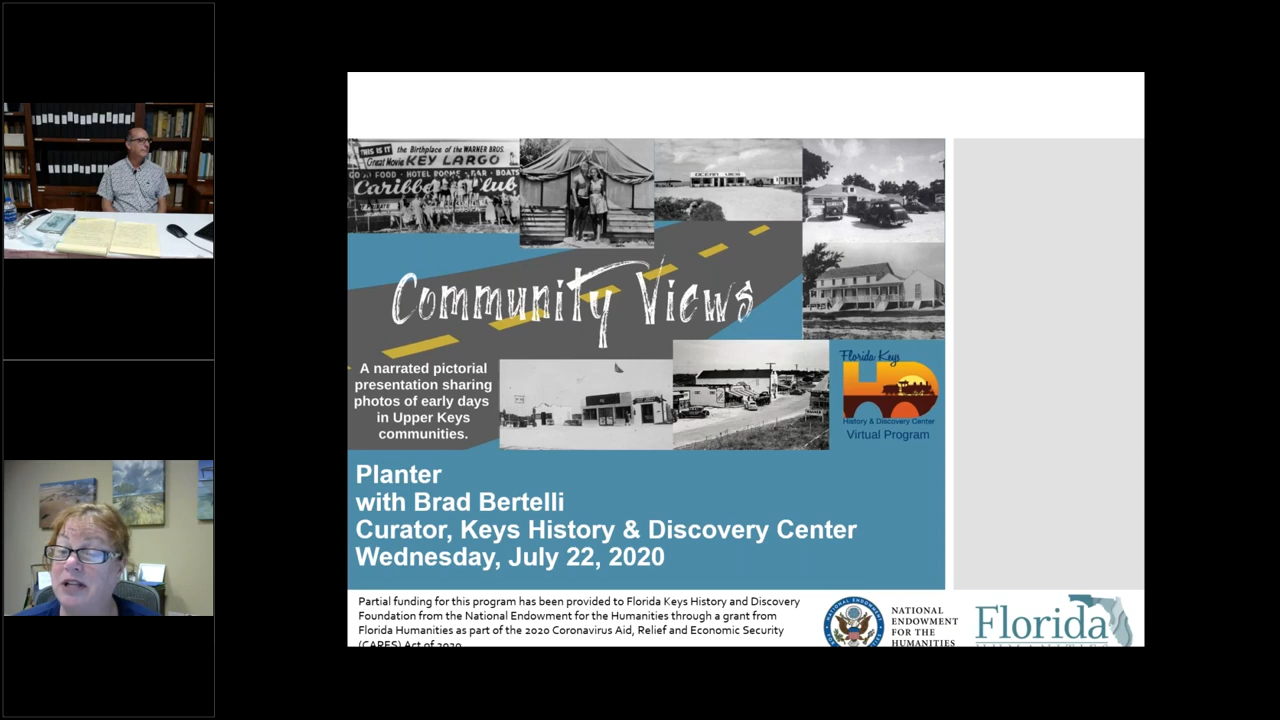 THIS IS IT the Birthplace of the WARNER BROS.
Great Movie KEY LARGO
FOOD · HOTEL ROOMS · BAR · BOATS
Caribbean Club
OCEAN VIEW
Community Views
A narrated pictorial
presentation sharing
photos of early days
in Upper Keys
communities.
Florida Keys
History & Discovery Center
Virtual Program
Planter
with Brad Bertelli
Curator, Keys History & Discovery Center
Wednesday, July 22, 2020
Partial funding for this program has been provided to Florida Keys History and Discovery
Foundation from the National Endowment for the Humanities through a grant from
Florida Humanities as part of the 2020 Coronavirus Aid, Relief and Economic Security
(CARES) Act of 2020
NATIONAL
ENDOWMENT
FOR THE
HUMANITIES
Florida
HUMANITIES